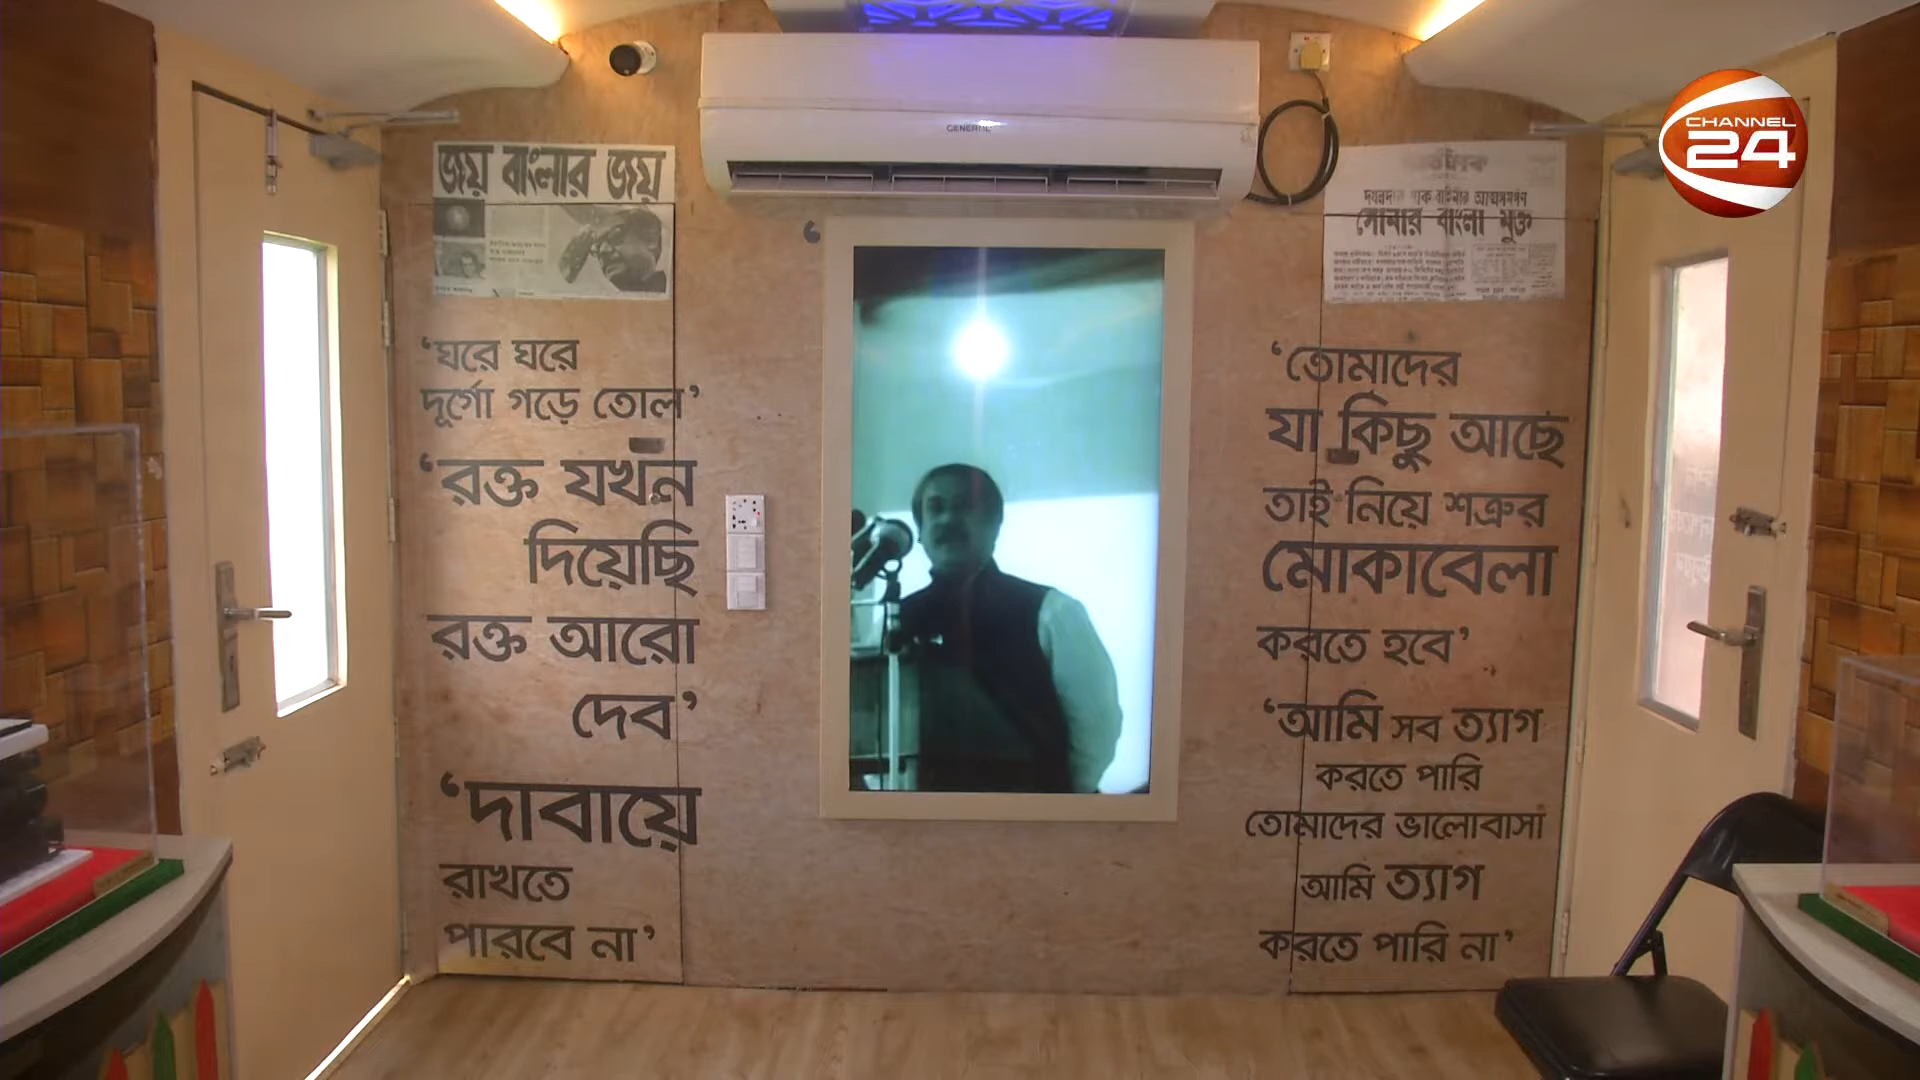 CHANNEL
24
GENERAL
জয় বাংলার জয়
সোনার বাংলা মুক্ত
‘ঘরে ঘরে
দূর্গো গড়ে তোল’
‘রক্ত যখন
দিয়েছি
রক্ত আরো
দেব’
‘দাবায়ে
রাখতে
পারবে না’
‘তোমাদের
যা কিছু আছে
তাই নিয়ে শত্রুর
মোকাবেলা
করতে হবে’
‘আমি সব ত্যাগ
করতে পারি
তোমাদের ভালোবাসা
আমি ত্যাগ
করতে পারি না’